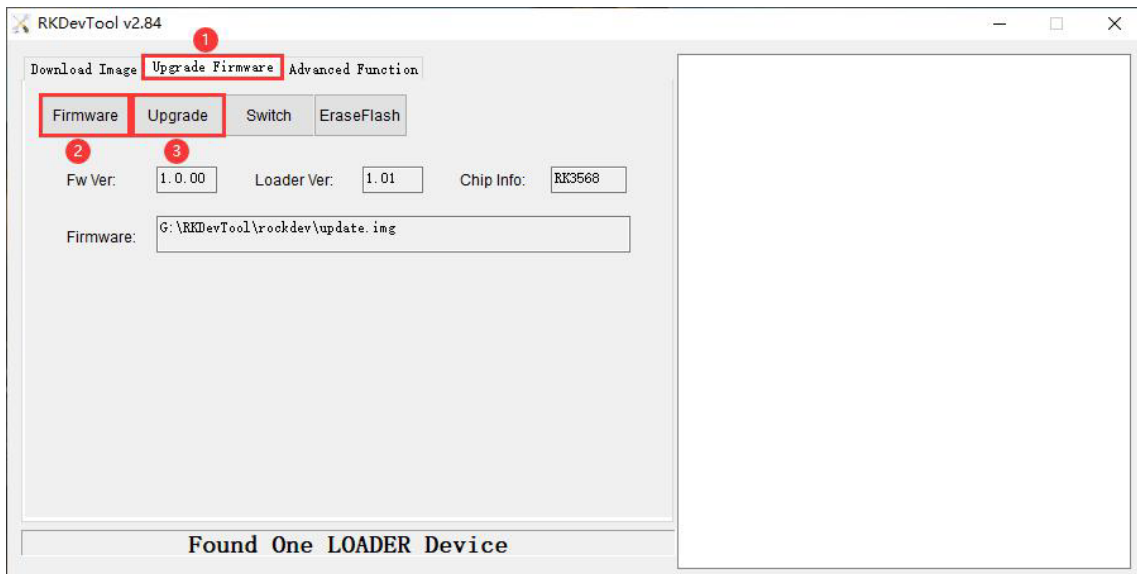 RKDevTool v2.84
1
Download Image Upgrade Firmware Advanced Function
Firmware Upgrade Switch EraseFlash
2 3
Fw Ver: 1.0.00 Loader Ver: 1.01 Chip Info: RK3568
Firmware: G:\RKDevTool\rockdev\update.img
Found One LOADER Device